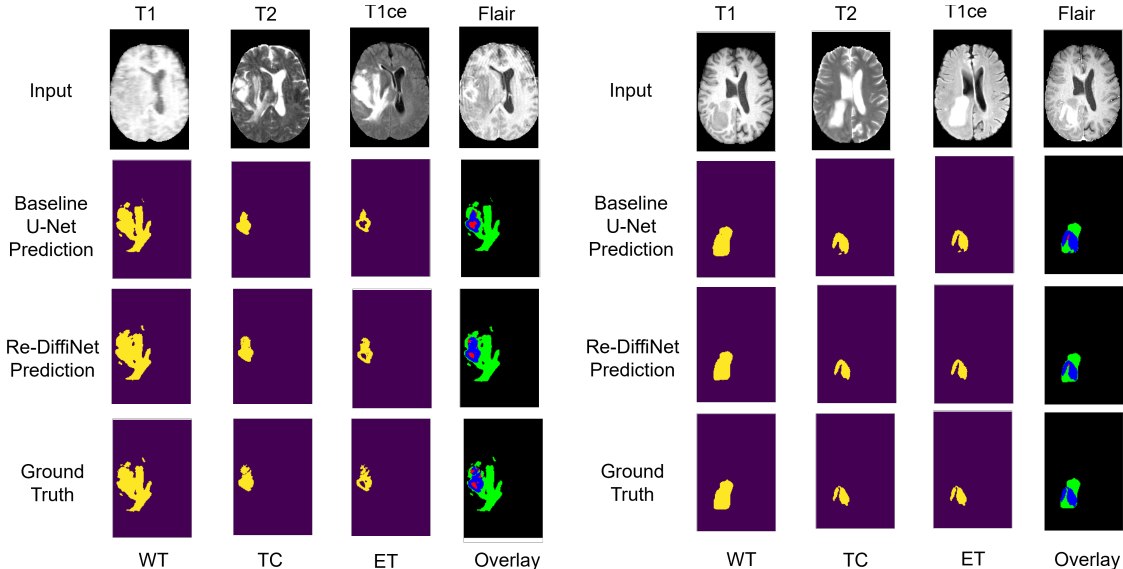 T1 T2 T1ce Flair
Input
Baseline
U-Net
Prediction
Re-DiffiNet
Prediction
Ground
Truth
WT TC ET Overlay
T1 T2 T1ce Flair
Input
Baseline
U-Net
Prediction
Re-DiffiNet
Prediction
Ground
Truth
WT TC ET Overlay